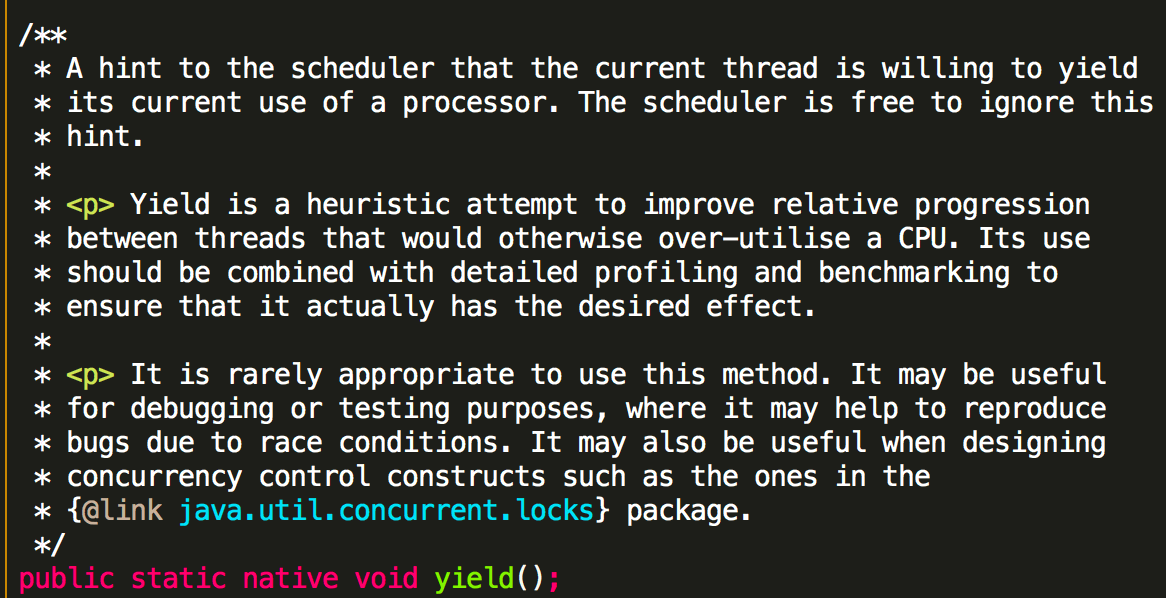 /**
* A hint to the scheduler that the current thread is willing to yield
* its current use of a processor. The scheduler is free to ignore this
* hint.
*
* <p> Yield is a heuristic attempt to improve relative progression
* between threads that would otherwise over-utilise a CPU. Its use
* should be combined with detailed profiling and benchmarking to
* ensure that it actually has the desired effect.
*
* <p> It is rarely appropriate to use this method. It may be useful
* for debugging or testing purposes, where it may help to reproduce
* bugs due to race conditions. It may also be useful when designing
* concurrency control constructs such as the ones in the
* {@link java.util.concurrent.locks} package.
*/
public static native void yield();